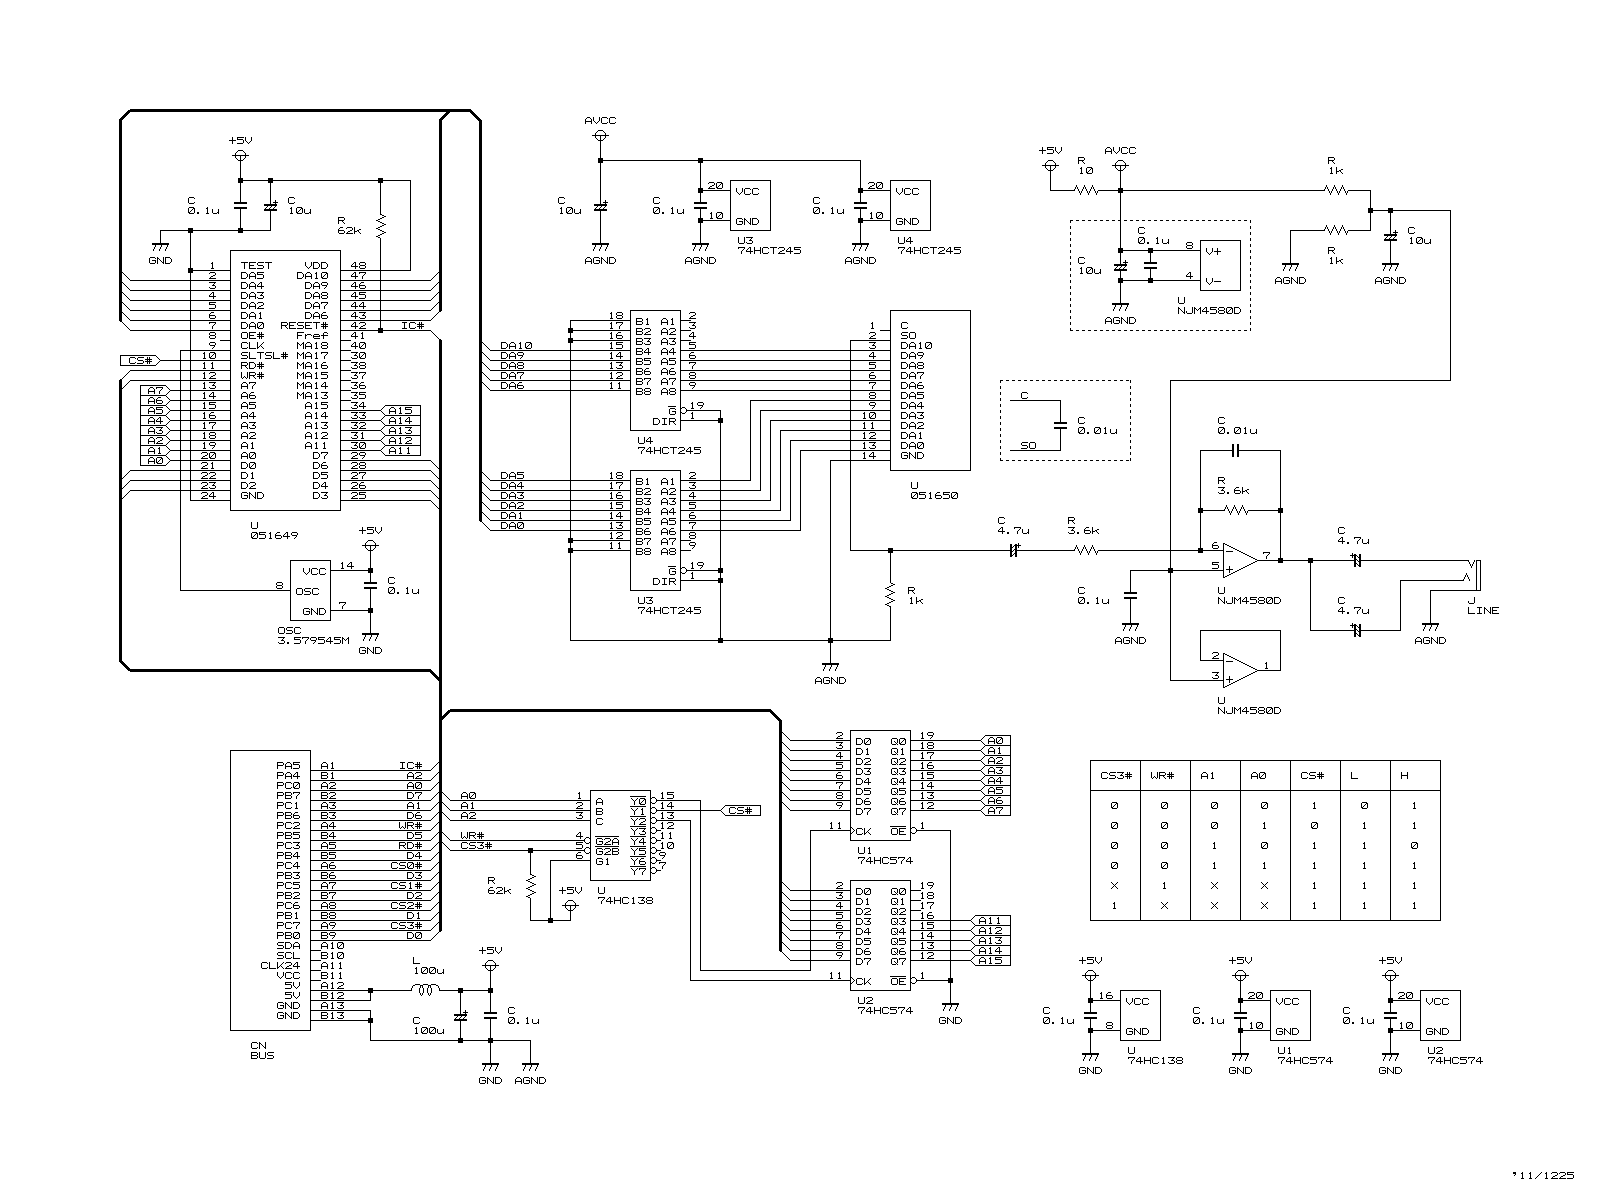 +5V
C
0.1u
C
10u
R
62k
GND
1 TEST VDD 48
2 DA5 DA10 47
3 DA4 DA9 46
4 DA3 DA8 45
5 DA2 DA7 44
6 DA1 DA6 43
7 DA0 RESET# 42 IC#
8 OE# Fref 41
9 CLK MA18 40
CS# 10 SLTSL# MA17 30
11 RD# MA16 38
12 WR# MA15 37
A7 13 A7 MA14 36
A6 14 A6 MA13 35
A5 15 A5 A15 34 A15
A4 16 A4 A14 33 A14
A3 17 A3 A13 32 A13
A2 18 A2 A12 31 A12
A1 19 A1 A11 30 A11
A0 20 A0 D7 29
21 D0 D6 28
22 D1 D5 27
23 D2 D4 26
24 GND D3 25
U
051649
+5V
VCC 14
8 OSC
GND 7
C
0.1u
OSC
3.579545M
GND
AVCC
C
10u
AGND
C
0.1u
20 VCC
10 GND
U3
74HCT245
AGND
C
0.1u
20 VCC
10 GND
U4
74HCT245
AGND
18 B1 A1 2
17 B2 A2 3
16 B3 A3 4
DA10 15 B4 A4 5
DA9 14 B5 A5 6
DA8 13 B6 A6 7
DA7 12 B7 A7 8
DA6 11 B8 A8 9
G 19
DIR 1
U4
74HCT245
DA5 18 B1 A1 2
DA4 17 B2 A2 3
DA3 16 B3 A3 4
DA2 15 B4 A4 5
DA1 14 B5 A5 6
DA0 13 B6 A6 7
12 B7 A7 8
11 B8 A8 9
G 19
DIR 1
U3
74HCT245
1 C
2 SO
3 DA10
4 DA9
5 DA8
6 DA7
7 DA6
8 DA5
9 DA4
10 DA3
11 DA2
12 DA1
13 DA0
14 GND
U
051650
R
1k
AGND
+5V
R
10
AVCC
R
1k
R
1k
C
10u
AGND
AGND
C
0.1u
C
10u
8 V+
4 V-
U
NJM4580D
AGND
C
SO
C
0.01u
C
0.01u
R
3.6k
C
4.7u
R
3.6k
6 -
5 +
7
U
NJM4580D
C
0.1u
AGND
C
4.7u
C
4.7u
J
LINE
AGND
2 -
3 +
1
U
NJM4580D
PA5 A1 IC#
PA4 B1 A2
PC0 A2 A0
PB7 B2 D7
PC1 A3 A1
PB6 B3 D6
PC2 A4 WR#
PB5 B4 D5
PC3 A5 RD#
PB4 B5 D4
PC4 A6 CS0#
PB3 B6 D3
PC5 A7 CS1#
PB2 B7 D2
PC6 A8 CS2#
PB1 B8 D1
PC7 A9 CS3#
PB0 B9 D0
SDA A10
SCL B10
CLK24 A11
VCC B11
5V A12
5V B12
GND A13
GND B13
CN
BUS
L
100u
C
100u
+5V
C
0.1u
GND
AGND
A0 1 A Y0 15
A1 2 B Y1 14 CS#
A2 3 C Y2 13
Y3 12
WR# 4 G2A Y4 11
CS3# 5 G2B Y5 10
6 G1 Y6 9
Y7 7
R
62k
+5V
U
74HC138
2 D0 Q0 19 A0
3 D1 Q1 18 A1
4 D2 Q2 17 A2
5 D3 Q3 16 A3
6 D4 Q4 15 A4
7 D5 Q5 14 A5
8 D6 Q6 13 A6
9 D7 Q7 12 A7
11 CK OE 1
U1
74HC574
2 D0 Q0 19
3 D1 Q1 18
4 D2 Q2 17
5 D3 Q3 16 A11
6 D4 Q4 15 A12
7 D5 Q5 14 A13
8 D6 Q6 13 A14
9 D7 Q7 12 A15
11 CK OE 1
U2
74HC574
GND
CS3# WR# A1 A0 CS# L H
0 0 0 0 1 0 1
0 0 0 1 0 1 1
0 0 1 0 1 1 0
0 0 1 1 1 1 1
X 1 X X 1 1 1
1 X X X 1 1 1
+5V
C
0.1u
16 VCC
8 GND
U
74HC138
GND
+5V
C
0.1u
20 VCC
10 GND
U1
74HC574
GND
+5V
C
0.1u
20 VCC
10 GND
U2
74HC574
GND
'11/1225